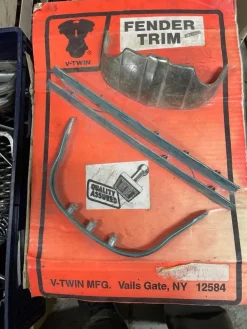 FENDER
TRIM
V-TWIN
QUALITY
ASSURED
V-TWIN MFG. Vails Gate, NY 12584